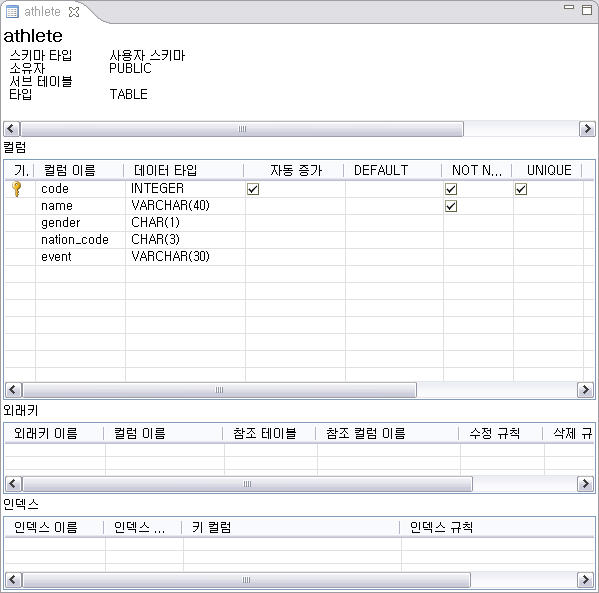 athlete
athlete
스키마 타입 사용자 스키마
소유자 PUBLIC
서브 테이블
타입 TABLE
컬럼
기. 컬럼 이름 데이터 타입 자동 증가 DEFAULT NOT N... UNIQUE
code INTEGER
name VARCHAR(40)
gender CHAR(1)
nation_code CHAR(3)
event VARCHAR(30)
외래키
외래키 이름 컬럼 이름 참조 테이블 참조 컬럼 이름 수정 규칙 삭제 규
인덱스
인덱스 이름 인덱스 ... 키 컬럼 인덱스 규칙